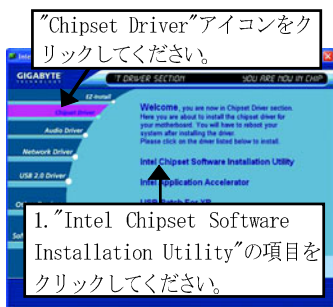 "Chipset Driver"アイコンをク
リックしてください。
GIGABYTE
TECHNOLOGY
T DRIVER SECTION
YOU ARE NOW IN CHIP
EZ-Install
Chipset Driver
Welcome, you are now in Chipset Driver section.
Here you are about to install the chipset driver for
your motherboard. You will have to reboot your
system after installing the driver.
Please click on the driver listed below to install.
Audio Driver
Network Driver
Intel Chipset Software Installation Utility
USB 2.0 Driver
Intel Application Accelerator
USB Patch For XP
1."Intel Chipset Software
Installation Utility"の項目を
クリックしてください。